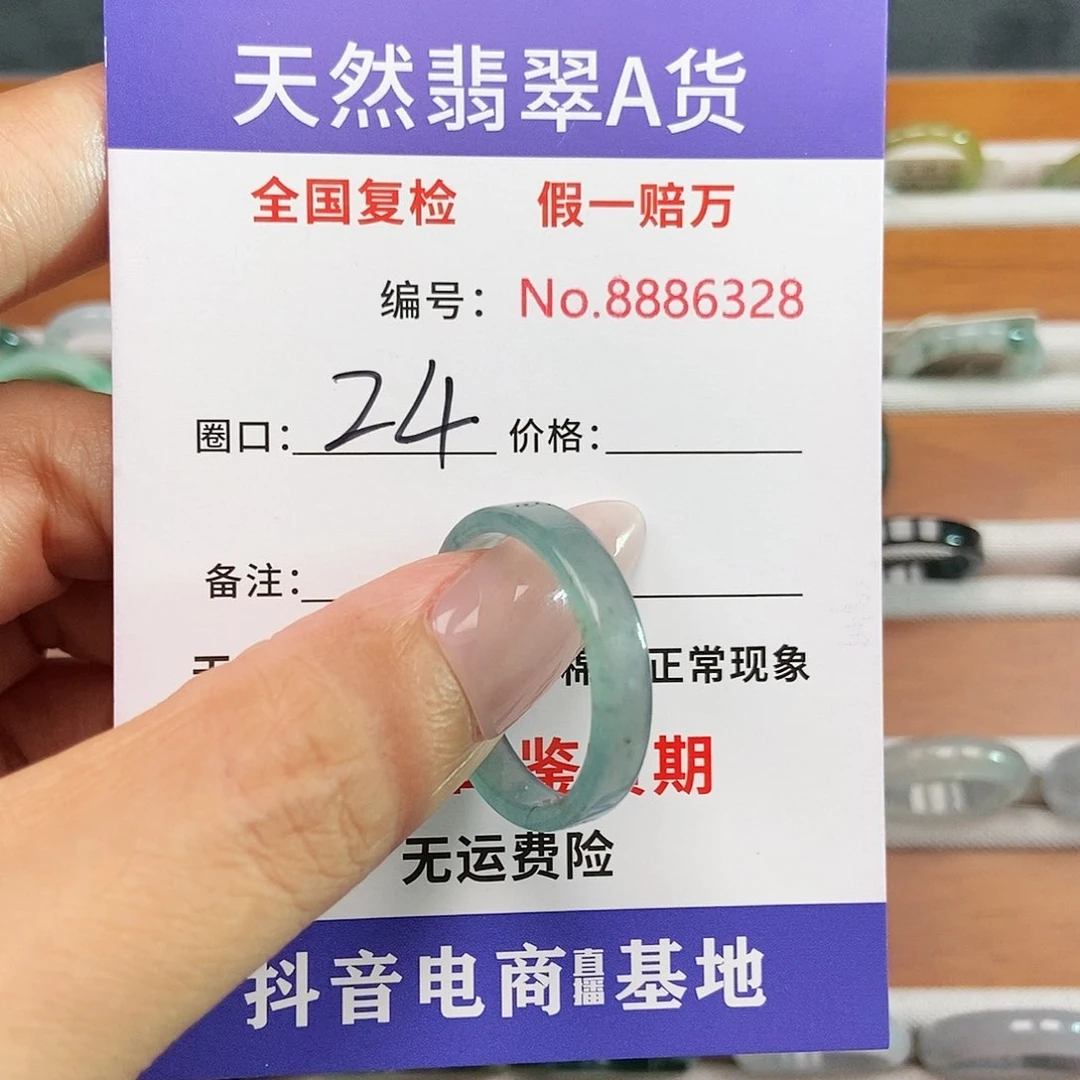 天然翡翠A货
全国复检 假一赔万
编号：No.8886328
圈口：24 价格：
备注：
棉 正常现象
鉴 期
无运费险
抖音电商直播基地